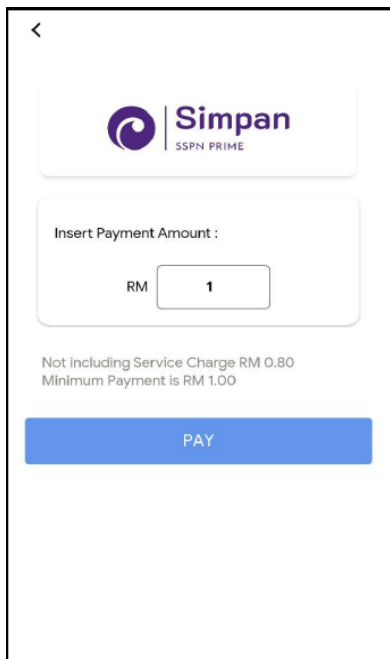 Simpan
SSPN PRIME
Insert Payment Amount :
RM 1
Not including Service Charge RM 0.80
Minimum Payment is RM 1.00
PAY